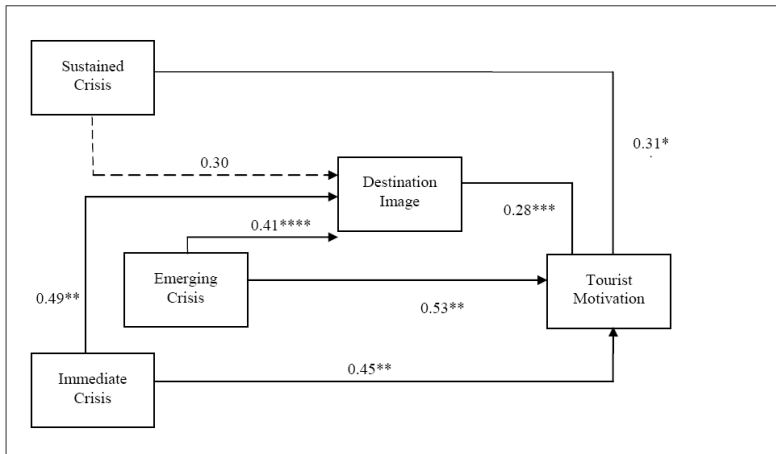 Sustained
Crisis
0.31*
0.30
Destination
Image
0.28***
0.41****
Emerging
Crisis
Tourist
Motivation
0.49**
0.53**
Immediate
Crisis
0.45**